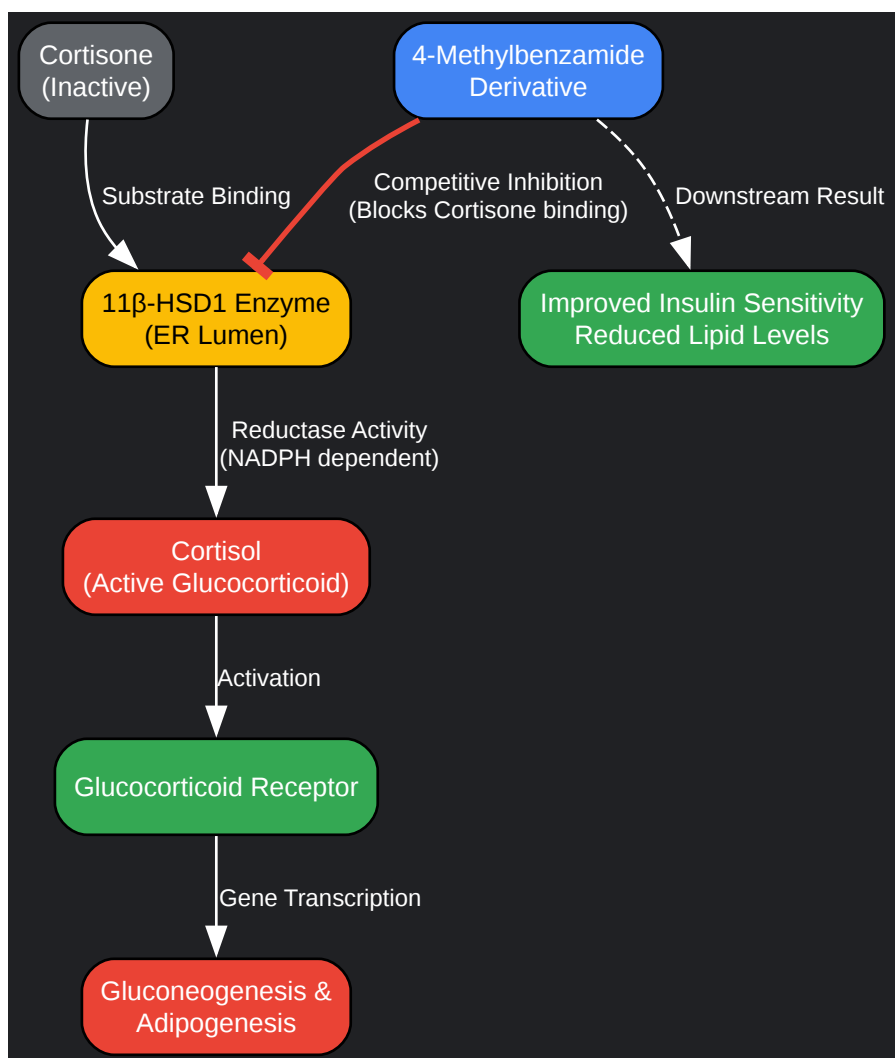 Cortisone
(Inactive)
4-Methylbenzamide
Derivative
Substrate Binding
Competitive Inhibition
(Blocks Cortisone binding)
Downstream Result
11β-HSD1 Enzyme
(ER Lumen)
Improved Insulin Sensitivity
Reduced Lipid Levels
Reductase Activity
(NADPH dependent)
Cortisol
(Active Glucocorticoid)
Activation
Glucocorticoid Receptor
Gene Transcription
Gluconeogenesis &
Adipogenesis